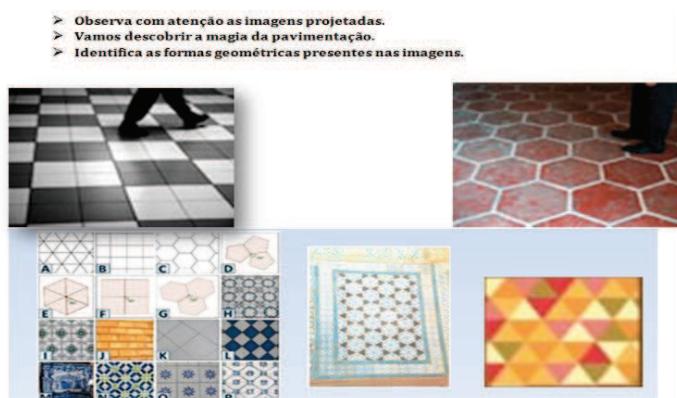 ➢ Observa com atenção as imagens projetadas.
➢ Vamos descobrir a magia da pavimentação.
➢ Identifica as formas geométricas presentes nas imagens.
A B C D
E F G H
I J K L
M N O P